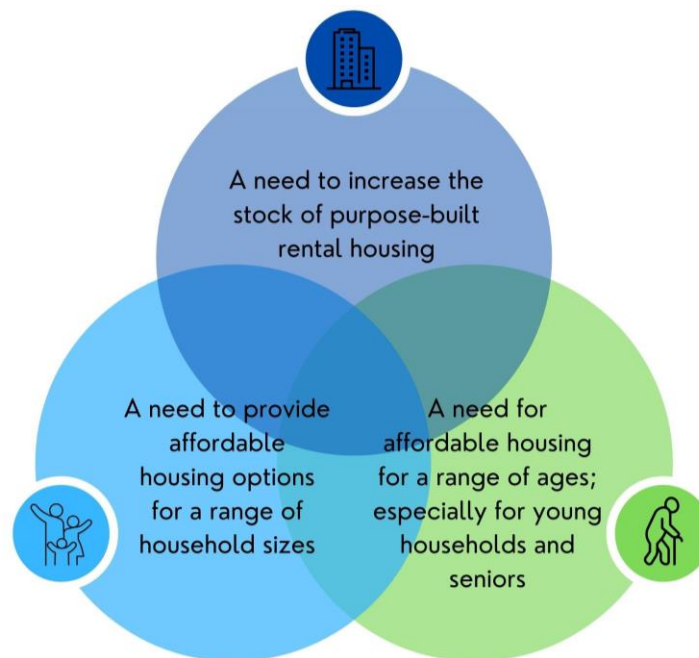 A need to increase the
stock of purpose-built
rental housing
A need to provide
affordable
housing options
for a range of
household sizes
A need for
affordable housing
for a range of ages;
especially for young
households and
seniors